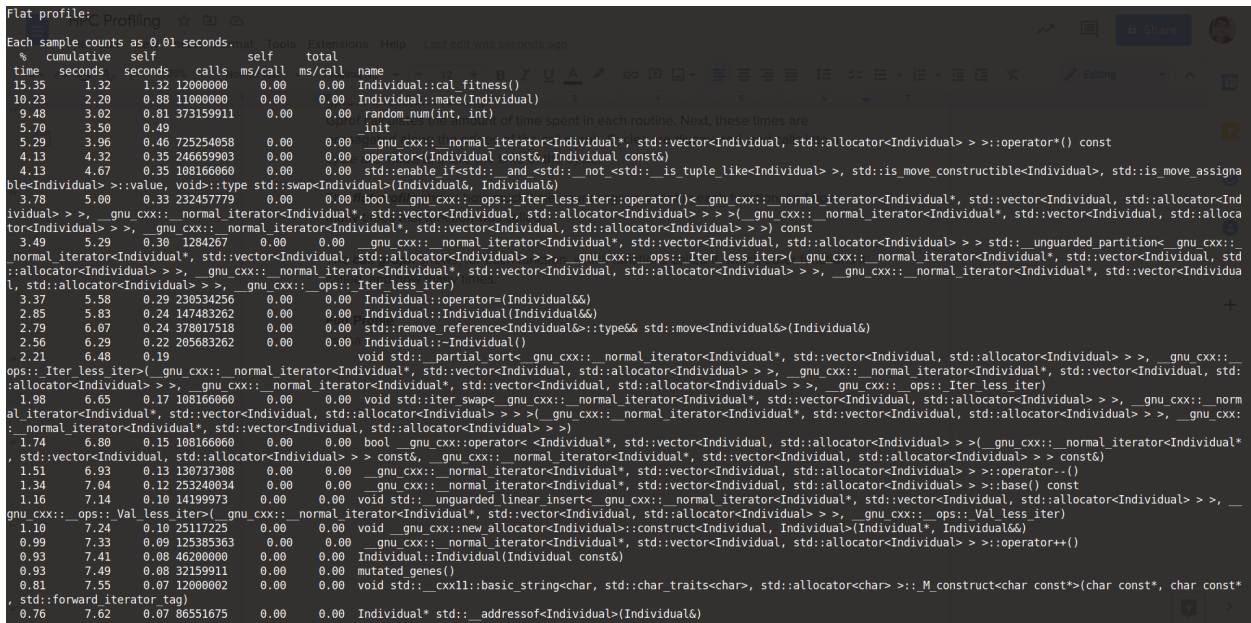 Flat profile:
HPC Profiling
Each sample counts as 0.01 seconds.
Tools Extensions Help Last edit was seconds ago
Share
  %   cumulative   self              self     total
 time   seconds   seconds    calls  ms/call  ms/call  name
Editing
 15.35      1.32     1.32 12000000     0.00     0.00  Individual::cal_fitness()
 10.23      2.20     0.88 11000000     0.00     0.00  Individual::mate(Individual)
  9.48      3.02     0.81 373159911     0.00     0.00  random_num(int, int)
  5.70      3.50     0.49                             _init
  5.29      3.96     0.46 725254058     0.00     0.00  __gnu_cxx::__normal_iterator<Individual*, std::vector<Individual, std::allocator<Individual> > >::operator*() const
  4.13      4.32     0.35 246659903     0.00     0.00  operator<(Individual const&, Individual const&)
  4.13      4.67     0.35 108166060     0.00     0.00  std::enable_if<std::__and_<std::__not_<std::__is_tuple_like<Individual> >, std::is_move_constructible<Individual>, std::is_move_assigna
ble<Individual> >::value, void>::type std::swap<Individual>(Individual&, Individual&)
  3.78      5.00     0.33 232457779     0.00     0.00  bool __gnu_cxx::__ops::_Iter_less_iter::operator()<__gnu_cxx::__normal_iterator<Individual*, std::vector<Individual, std::allocator<Ind
ividual> > >, __gnu_cxx::__normal_iterator<Individual*, std::vector<Individual, std::allocator<Individual> > > >(__gnu_cxx::__normal_iterator<Individual*, std::vector<Individual, std::alloca
tor<Individual> > >, __gnu_cxx::__normal_iterator<Individual*, std::vector<Individual, std::allocator<Individual> > >) const
  3.49      5.29     0.30  1284267     0.00     0.00  __gnu_cxx::__normal_iterator<Individual*, std::vector<Individual, std::allocator<Individual> > > std::__unguarded_partition<__gnu_cxx::_
_normal_iterator<Individual*, std::vector<Individual, std::allocator<Individual> > >, __gnu_cxx::__ops::_Iter_less_iter>(__gnu_cxx::__normal_iterator<Individual*, std::vector<Individual, std
::allocator<Individual> > >, __gnu_cxx::__normal_iterator<Individual*, std::vector<Individual, std::allocator<Individual> > >, __gnu_cxx::__normal_iterator<Individual*, std::vector<Individua
l, std::allocator<Individual> > >, __gnu_cxx::__ops::_Iter_less_iter)
  3.37      5.58     0.29 230534256     0.00     0.00  Individual::operator=(Individual&&)
  2.85      5.83     0.24 147483262     0.00     0.00  Individual::Individual(Individual&&)
  2.79      6.07     0.24 378017518     0.00     0.00  std::remove_reference<Individual&>::type&& std::move<Individual&>(Individual&)
  2.56      6.29     0.22 205683262     0.00     0.00  Individual::~Individual()
  2.21      6.48     0.19                             void std::__partial_sort<__gnu_cxx::__normal_iterator<Individual*, std::vector<Individual, std::allocator<Individual> > >, __gnu_cxx::__
ops::_Iter_less_iter>(__gnu_cxx::__normal_iterator<Individual*, std::vector<Individual, std::allocator<Individual> > >, __gnu_cxx::__normal_iterator<Individual*, std::vector<Individual, std:
:allocator<Individual> > >, __gnu_cxx::__normal_iterator<Individual*, std::vector<Individual, std::allocator<Individual> > >, __gnu_cxx::__ops::_Iter_less_iter)
  1.98      6.65     0.17 108166060     0.00     0.00  void std::iter_swap<__gnu_cxx::__normal_iterator<Individual*, std::vector<Individual, std::allocator<Individual> > >, __gnu_cxx::__norm
al_iterator<Individual*, std::vector<Individual, std::allocator<Individual> > > >(__gnu_cxx::__normal_iterator<Individual*, std::vector<Individual, std::allocator<Individual> > >, __gnu_cxx:
:__normal_iterator<Individual*, std::vector<Individual, std::allocator<Individual> > >)
  1.74      6.80     0.15 108166060     0.00     0.00  bool __gnu_cxx::operator< <Individual*, std::vector<Individual, std::allocator<Individual> > >(__gnu_cxx::__normal_iterator<Individual*
, std::vector<Individual, std::allocator<Individual> > > const&, __gnu_cxx::__normal_iterator<Individual*, std::vector<Individual, std::allocator<Individual> > > const&)
  1.51      6.93     0.13 130737308     0.00     0.00  __gnu_cxx::__normal_iterator<Individual*, std::vector<Individual, std::allocator<Individual> > >::operator--()
  1.34      7.04     0.12 253240034     0.00     0.00  __gnu_cxx::__normal_iterator<Individual*, std::vector<Individual, std::allocator<Individual> > >::base() const
  1.16      7.14     0.10 14199973     0.00     0.00  void std::__unguarded_linear_insert<__gnu_cxx::__normal_iterator<Individual*, std::vector<Individual, std::allocator<Individual> > >, __
gnu_cxx::__ops::_Val_less_iter>(__gnu_cxx::__normal_iterator<Individual*, std::vector<Individual, std::allocator<Individual> > >, __gnu_cxx::__ops::_Val_less_iter)
  1.10      7.24     0.10 25117225     0.00     0.00  void __gnu_cxx::new_allocator<Individual>::construct<Individual, Individual>(Individual*, Individual&&)
  0.99      7.33     0.09 125385363     0.00     0.00  __gnu_cxx::__normal_iterator<Individual*, std::vector<Individual, std::allocator<Individual> > >::operator++()
  0.93      7.41     0.08 46200000     0.00     0.00  Individual::Individual(Individual const&)
  0.93      7.49     0.08 32159911     0.00     0.00  mutated_genes()
  0.81      7.55     0.07 12000002     0.00     0.00  void std::__cxx11::basic_string<char, std::char_traits<char>, std::allocator<char> >::_M_construct<char const*>(char const*, char const*
, std::forward_iterator_tag)
  0.76      7.62     0.07 86551675     0.00     0.00  Individual* std::__addressof<Individual>(Individual&)